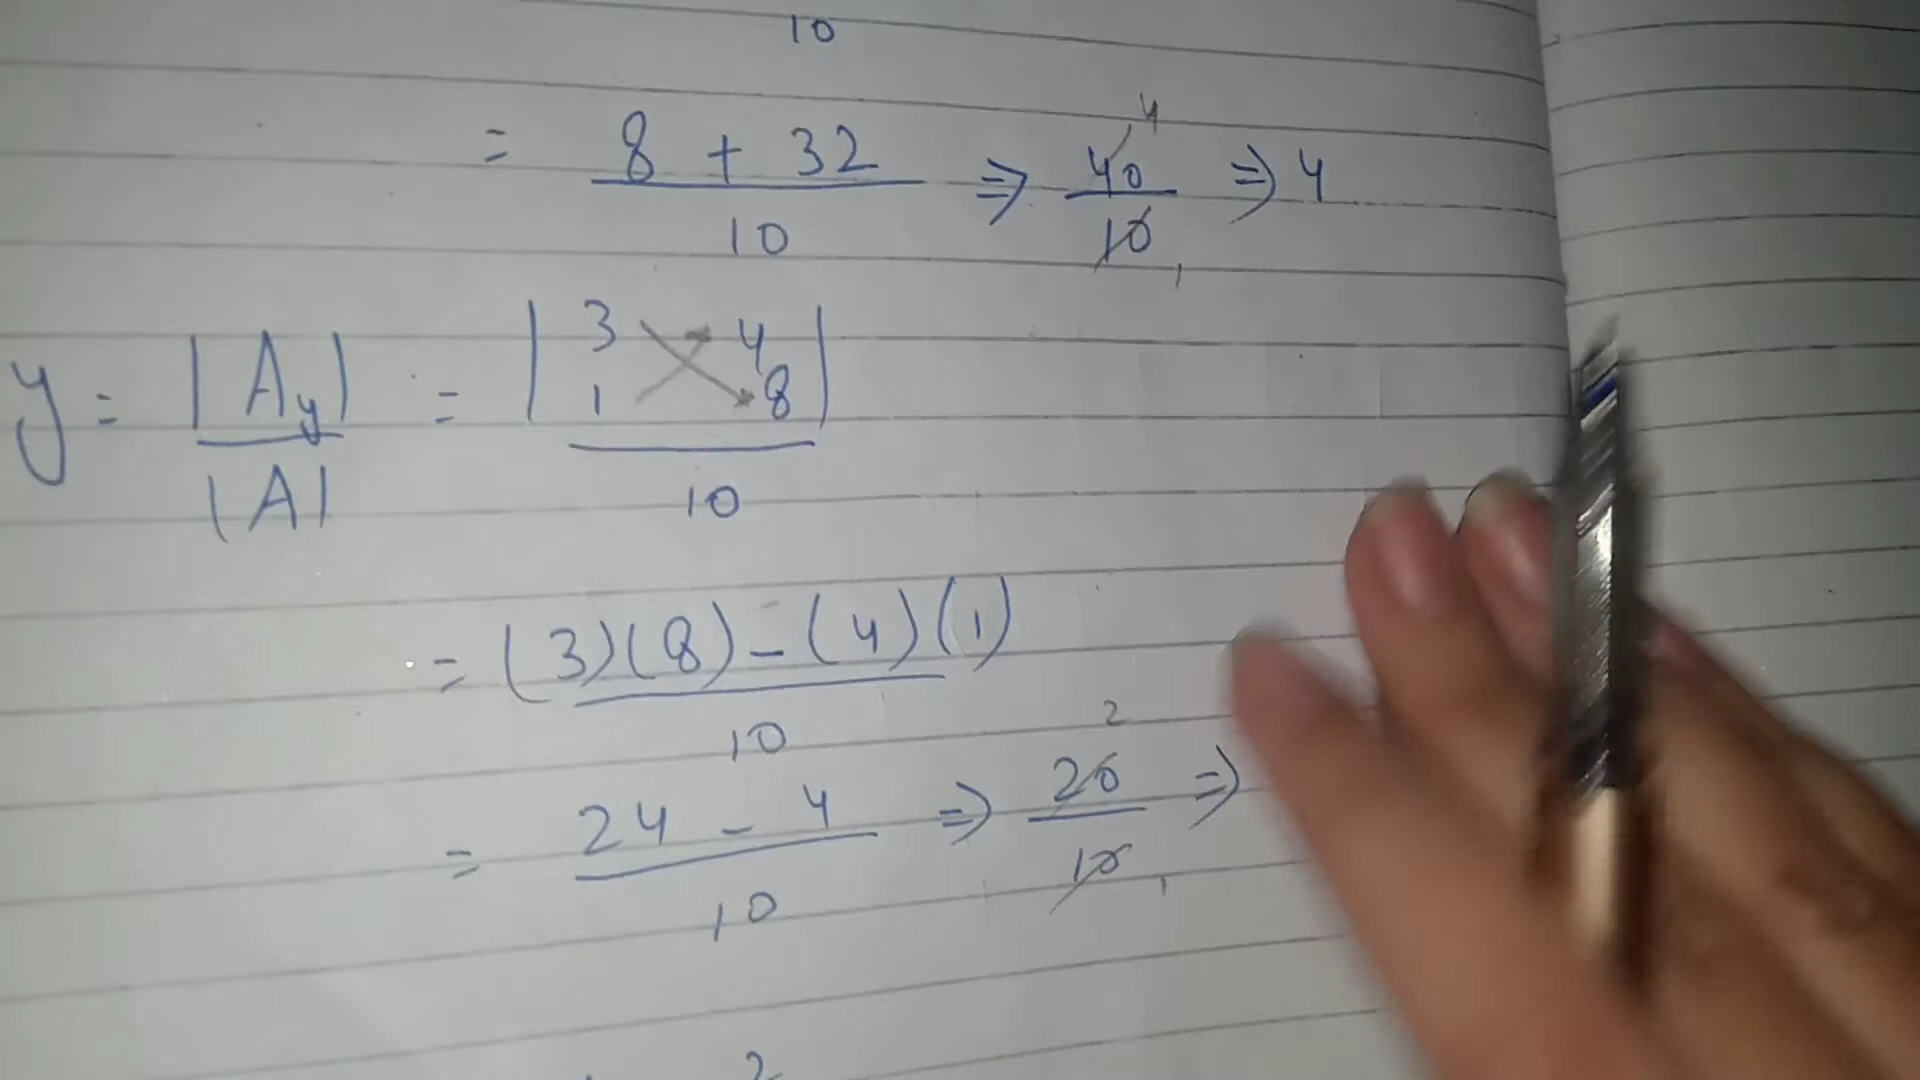 10
= 8 + 32 / 10 ⇒ 40 / 10 ⇒ 4
4
1
y = |Ay| / |A| = | 3 4 |
| 1 8 |
10
= (3)(8) - (4)(1) / 10
2
= 24 - 4 / 10 ⇒ 20 / 10 ⇒
1
2